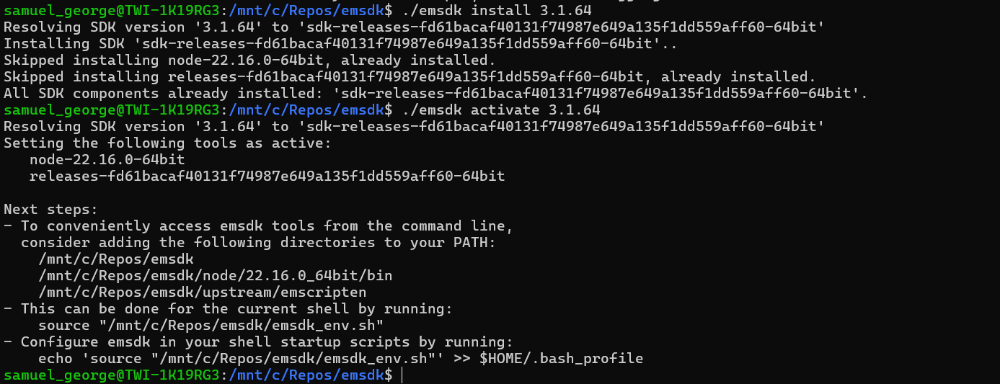 samuel_george@TWI-1K19RG3:/mnt/c/Repos/emsdk$ ./emsdk install 3.1.64
Resolving SDK version '3.1.64' to 'sdk-releases-fd61bacaf40131f74987e649a135f1dd559aff60-64bit'
Installing SDK 'sdk-releases-fd61bacaf40131f74987e649a135f1dd559aff60-64bit'..
Skipped installing node-22.16.0-64bit, already installed.
Skipped installing releases-fd61bacaf40131f74987e649a135f1dd559aff60-64bit, already installed.
All SDK components already installed: 'sdk-releases-fd61bacaf40131f74987e649a135f1dd559aff60-64bit'.
samuel_george@TWI-1K19RG3:/mnt/c/Repos/emsdk$ ./emsdk activate 3.1.64
Resolving SDK version '3.1.64' to 'sdk-releases-fd61bacaf40131f74987e649a135f1dd559aff60-64bit'
Setting the following tools as active:
   node-22.16.0-64bit
   releases-fd61bacaf40131f74987e649a135f1dd559aff60-64bit

Next steps:
- To conveniently access emsdk tools from the command line,
  consider adding the following directories to your PATH:
    /mnt/c/Repos/emsdk
    /mnt/c/Repos/emsdk/node/22.16.0_64bit/bin
    /mnt/c/Repos/emsdk/upstream/emscripten
- This can be done for the current shell by running:
    source "/mnt/c/Repos/emsdk/emsdk_env.sh"
- Configure emsdk in your shell startup scripts by running:
    echo 'source "/mnt/c/Repos/emsdk/emsdk_env.sh"' >> $HOME/.bash_profile
samuel_george@TWI-1K19RG3:/mnt/c/Repos/emsdk$